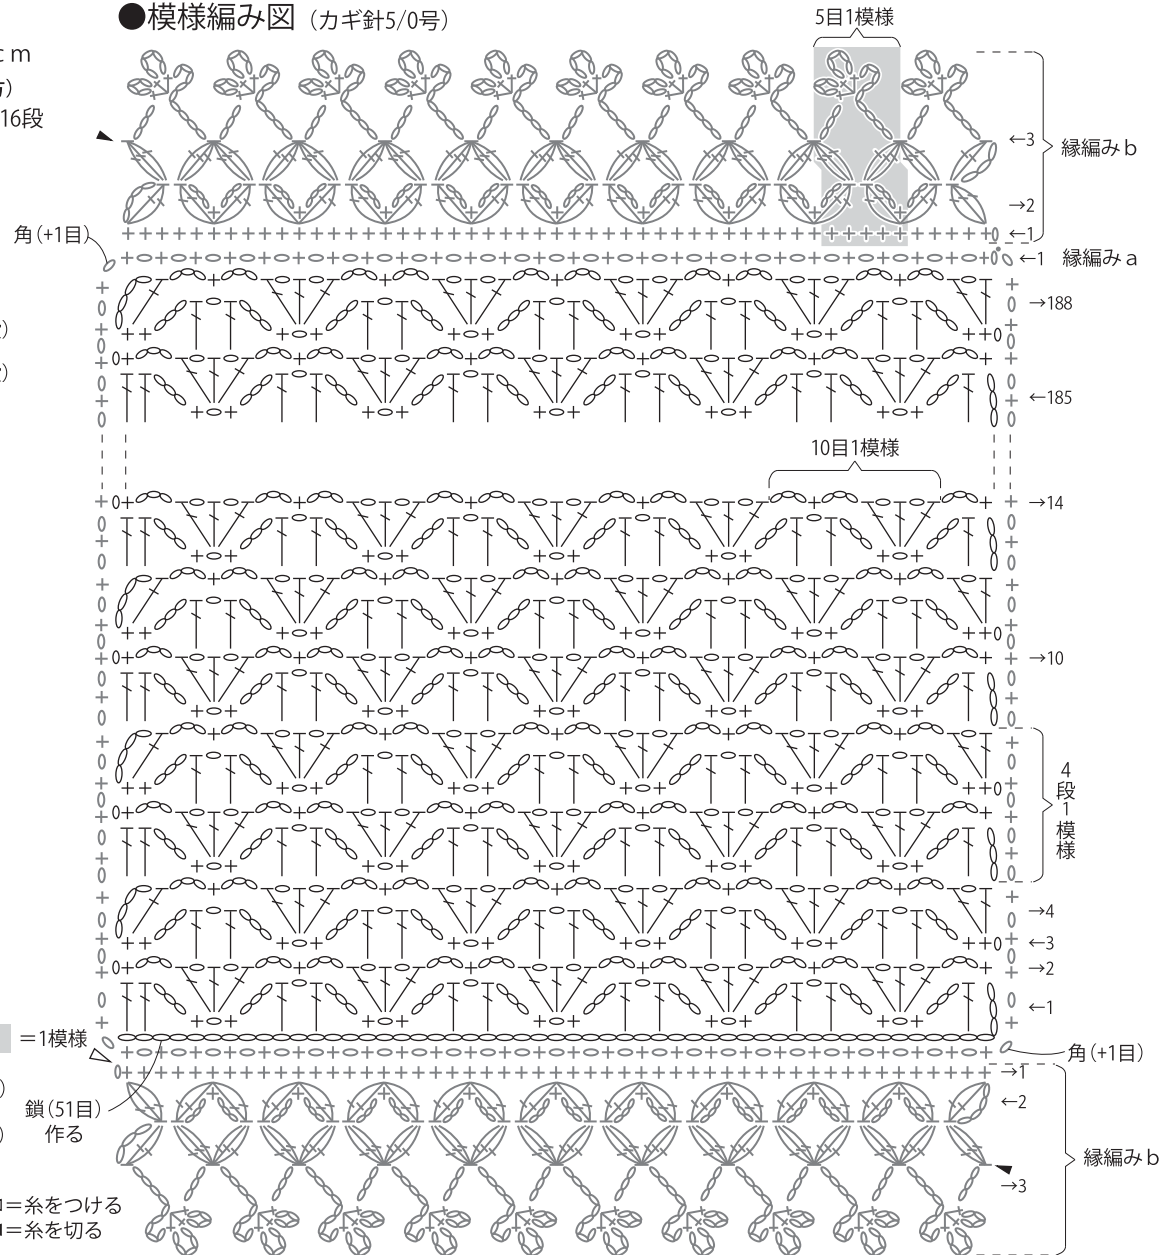 ●模様編み図（カギ針5/0号）
5目1模様
cm
16段
←3
縁編みb
→2
←1
角(+1目)
←1 縁編みa
→188
←185
10目1模様
→14
→10
4段1模様
→4
←3
→2
←1
=1模様
角(+1目)
→1
←2
鎖(51目)
作る
縁編みb
→3
=糸をつける
=糸を切る